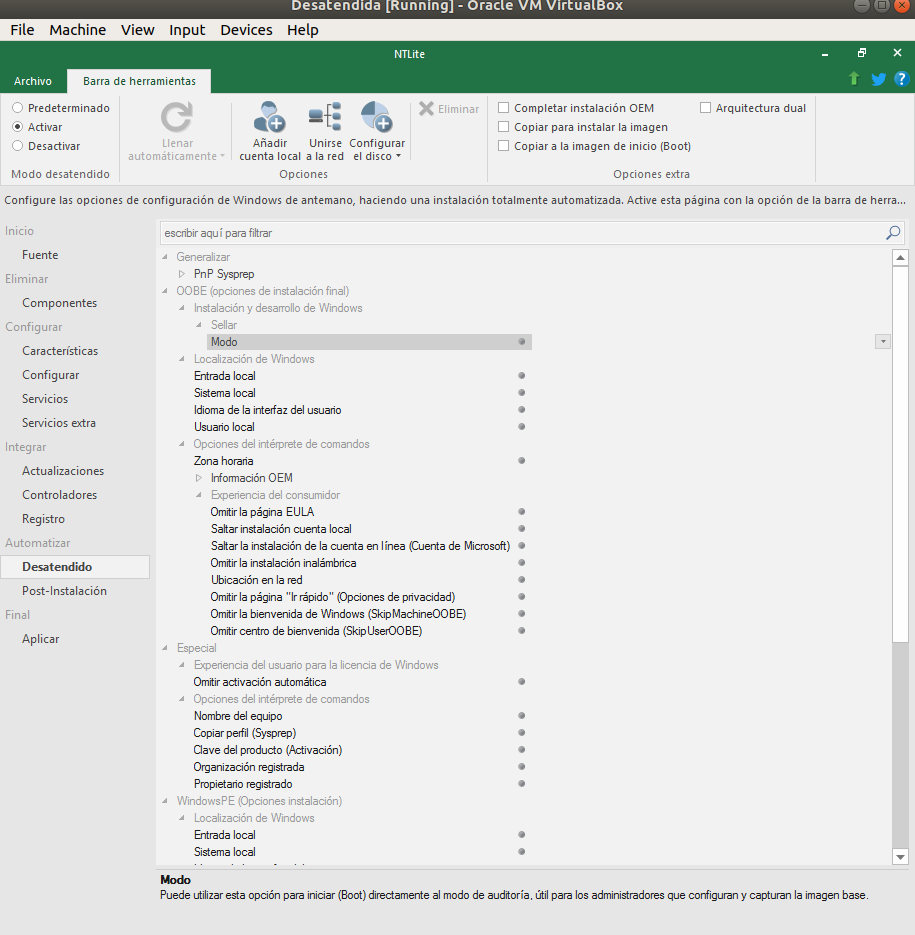 Desatendida [Running] - Oracle VM VirtualBox
File Machine View Input Devices Help
NTLite
Archivo Barra de herramientas
Predeterminado
Activar
Desactivar
Modo desatendido
Llenar
automáticamente
Añadir
cuenta local
Unirse
a la red
Configurar
el disco
Eliminar
Opciones
Completar instalación OEM
Arquitectura dual
Copiar para instalar la imagen
Copiar a la imagen de inicio (Boot)
Opciones extra
Configure las opciones de configuración de Windows de antemano, haciendo una instalación totalmente automatizada. Active esta página con la opción de la barra de herra...
Inicio
Fuente
Eliminar
Componentes
Configurar
Características
Configurar
Servicios
Servicios extra
Integrar
Actualizaciones
Controladores
Registro
Automatizar
Desatendido
Post-Instalación
Final
Aplicar
escribir aquí para filtrar
Generalizar
PnP Sysprep
OOBE (opciones de instalación final)
Instalación y desarrollo de Windows
Sellar
Modo
Localización de Windows
Entrada local
Sistema local
Idioma de la interfaz del usuario
Usuario local
Opciones del intérprete de comandos
Zona horaria
Información OEM
Experiencia del consumidor
Omitir la página EULA
Saltar instalación cuenta local
Saltar la instalación de la cuenta en línea (Cuenta de Microsoft)
Omitir la instalación inalámbrica
Ubicación en la red
Omitir la página "Ir rápido" (Opciones de privacidad)
Omitir la bienvenida de Windows (SkipMachineOOBE)
Omitir centro de bienvenida (SkipUserOOBE)
Especial
Experiencia del usuario para la licencia de Windows
Omitir activación automática
Opciones del intérprete de comandos
Nombre del equipo
Copiar perfil (Sysprep)
Clave del producto (Activación)
Organización registrada
Propietario registrado
WindowsPE (Opciones instalación)
Localización de Windows
Entrada local
Sistema local
Modo
Puede utilizar esta opción para iniciar (Boot) directamente al modo de auditoría, útil para los administradores que configuran y capturan la imagen base.